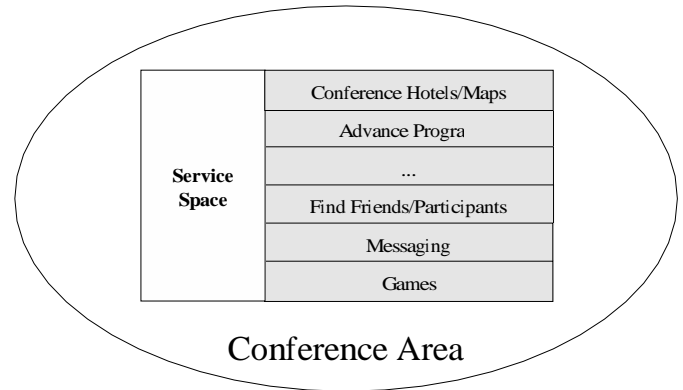 Conference Hotels/Maps
Advance Progra
...
Service
Space
Find Friends/Participants
Messaging
Games
Conference Area